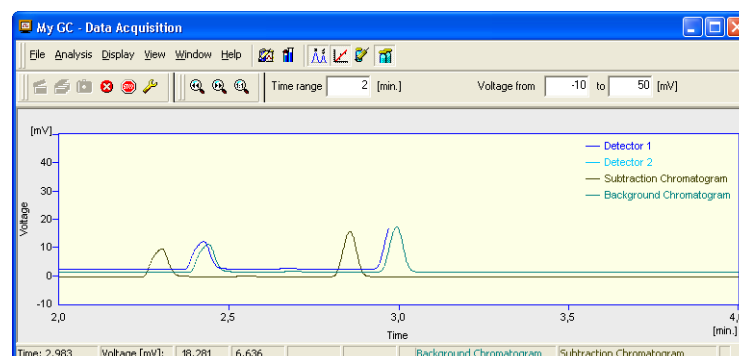 My GC - Data Acquisition
File Analysis Display View Window Help
Time range 2 [min.] Voltage from -10 to 50 [mV]
[mV]
Detector 1
Detector 2
Subtraction Chromatogram
Background Chromatogram
40
30
20
10
0
-10
Voltage
2,0 2,5 3,0 3,5 4,0
Time [min.]
Time: 2.983 Voltage [mV]: 18.281 6.636 Background Chromatogram Subtraction Chromatogram